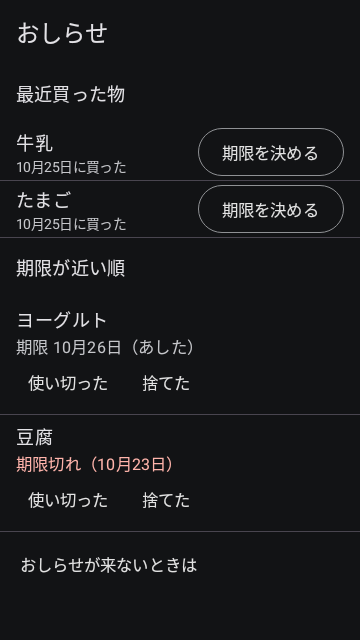 おしらせ
最近買った物
牛乳
10月25日に買った
期限を決める
たまご
10月25日に買った
期限を決める
期限が近い順
ヨーグルト
期限 10月26日（あした）
使い切った 捨てた
豆腐
期限切れ（10月23日）
使い切った 捨てた
おしらせが来ないときは